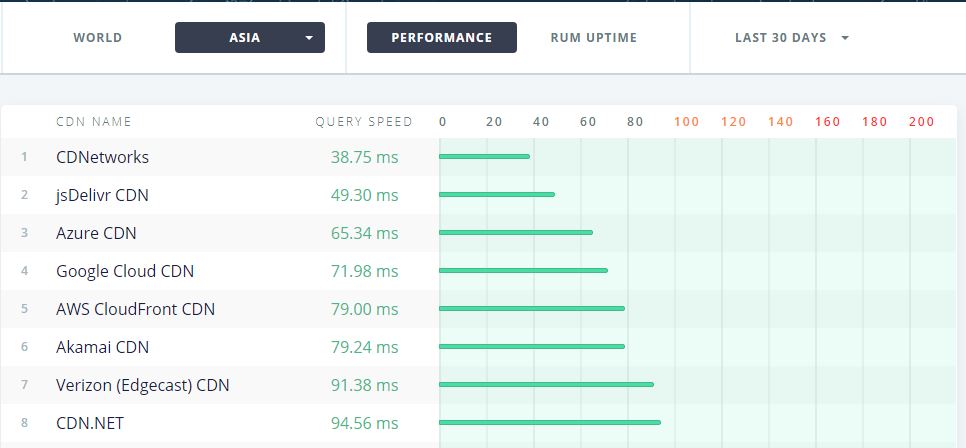 WORLD ASIA PERFORMANCE RUM UPTIME LAST 30 DAYS
CDN NAME QUERY SPEED 0 20 40 60 80 100 120 140 160 180 200
1 CDNetworks 38.75 ms
2 jsDelivr CDN 49.30 ms
3 Azure CDN 65.34 ms
4 Google Cloud CDN 71.98 ms
5 AWS CloudFront CDN 79.00 ms
6 Akamai CDN 79.24 ms
7 Verizon (Edgecast) CDN 91.38 ms
8 CDN.NET 94.56 ms